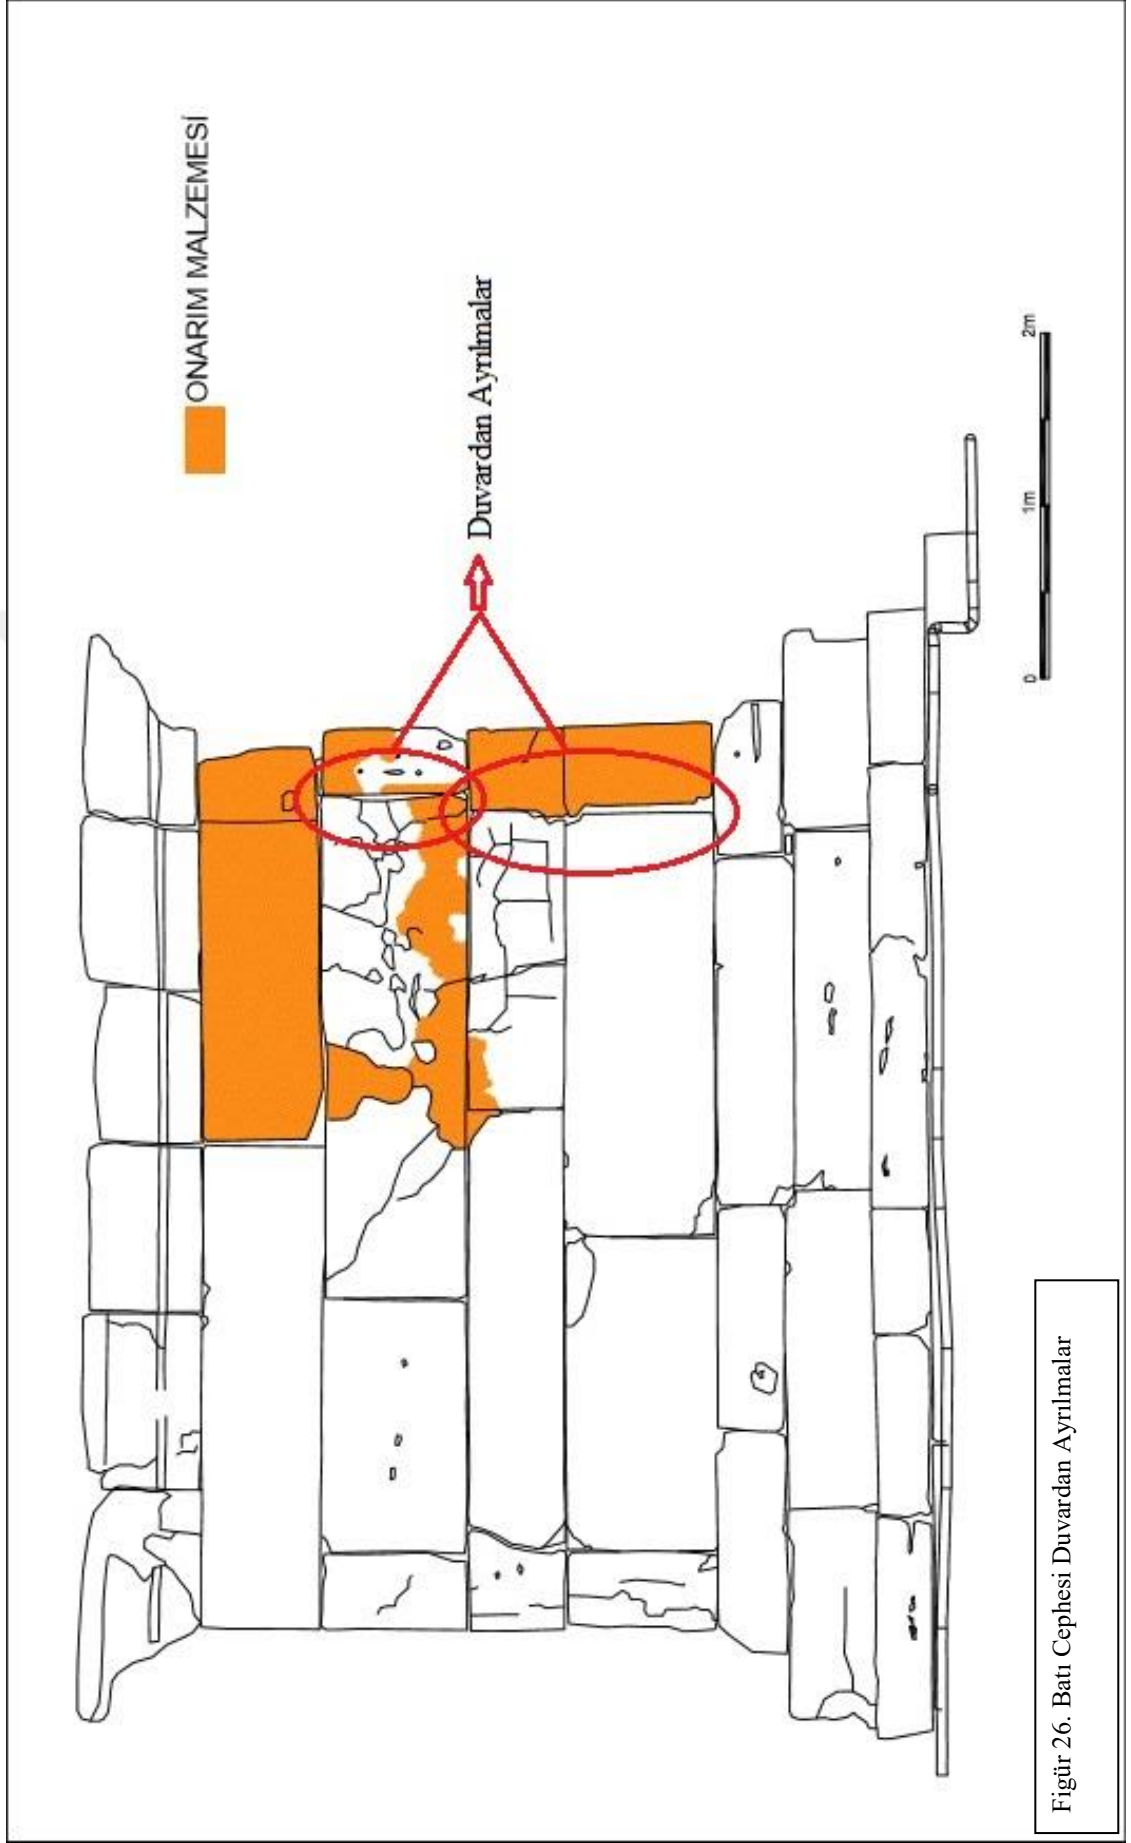 ONARIM MALZEMESİ
Duvardan Ayrılmalar
0
1m
2m
Figür 26. Batı Cephesi Duvardan Ayrılmalar